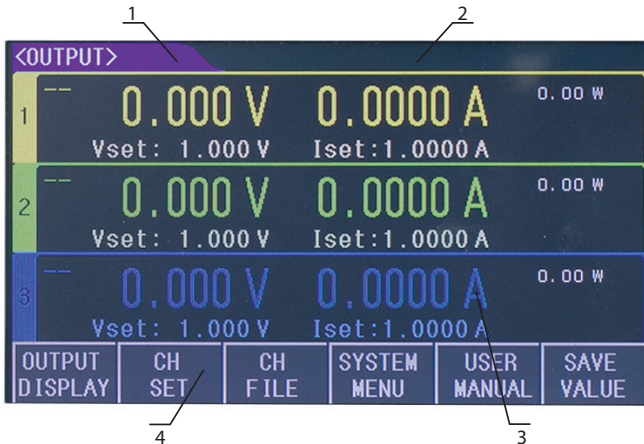 1 2
<OUTPUT>
1 -- 0.000 V 0.0000 A 0.00 W
Vset: 1.000 V Iset:1.0000 A
2 -- 0.000 V 0.0000 A 0.00 W
Vset: 1.000 V Iset:1.0000 A
3 -- 0.000 V 0.0000 A 0.00 W
Vset: 1.000 V Iset:1.0000 A
OUTPUT CH CH SYSTEM USER SAVE
DISPLAY SET FILE MENU MANUAL VALUE
4 3